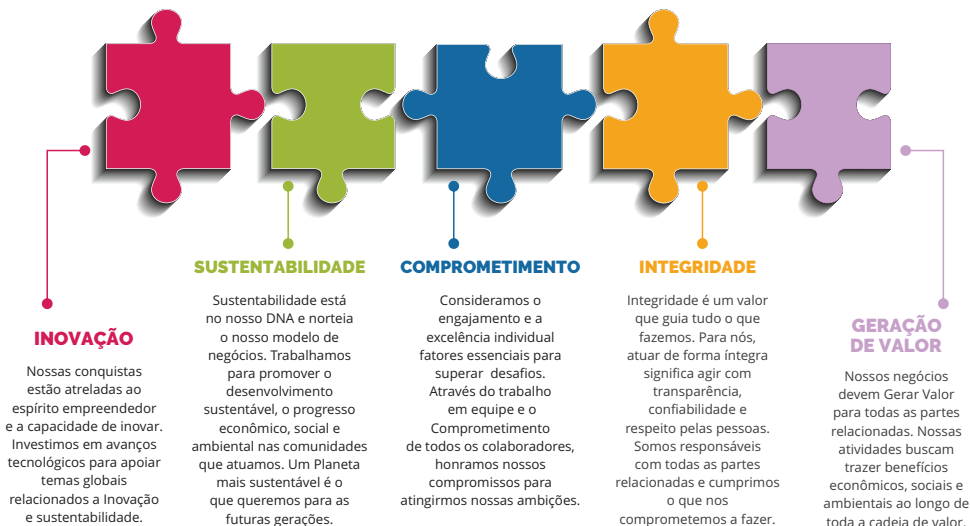 INOVAÇÃO
Nossas conquistas
estão atreladas ao
espírito empreendedor
e a capacidade de inovar.
Investimos em avanços
tecnológicos para apoiar
temas globais
relacionados a Inovação
e sustentabilidade.
SUSTENTABILIDADE
Sustentabilidade está
no nosso DNA e norteia
o nosso modelo de
negócios. Trabalhamos
para promover o
desenvolvimento
sustentável, o progresso
econômico, social e
ambiental nas comunidades
que atuamos. Um Planeta
mais sustentável é o
que queremos para as
futuras gerações.
COMPROMETIMENTO
Consideramos o
engajamento e a
excelência individual
fatores essenciais para
superar desafios.
Através do trabalho
em equipe e o
Comprometimento
de todos os colaboradores,
honramos nossos
compromissos para
atingirmos nossas ambições.
INTEGRIDADE
Integridade é um valor
que guia tudo o que
fazemos. Para nós,
atuar de forma íntegra
significa agir com
transparência,
confiabilidade e
respeito pelas pessoas.
Somos responsáveis
com todas as partes
relacionadas e cumprimos
o que nos
comprometemos a fazer.
GERAÇÃO
DE VALOR
Nossos negócios
devem Gerar Valor
para todas as partes
relacionadas. Nossas
atividades buscam
trazer benefícios
econômicos, sociais e
ambientais ao longo de
toda a cadeia de valor.